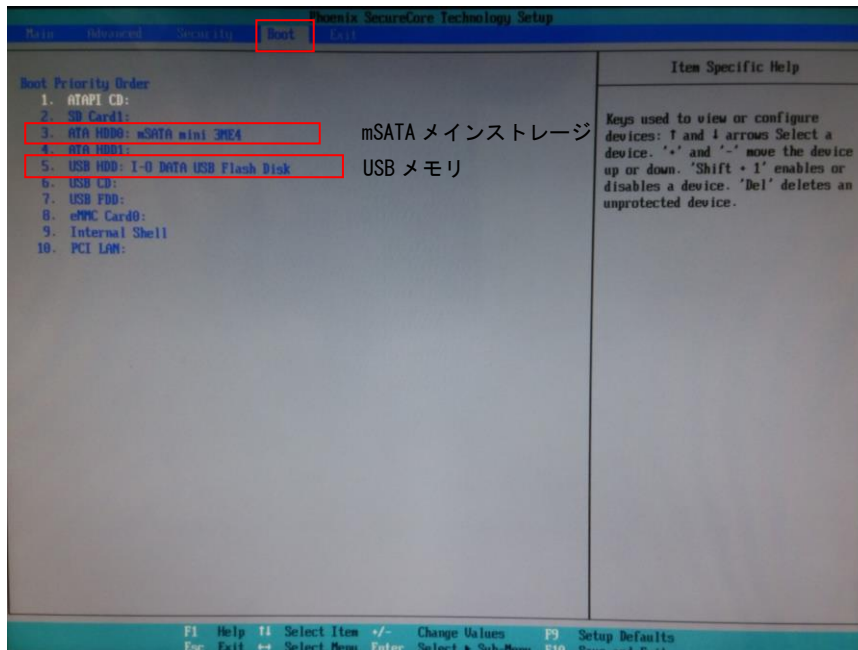 Phoenix SecureCore Technology Setup
Main Advanced Security Boot Exit
Item Specific Help
Boot Priority Order
1. ATAPI CD:
2. SD Card1:
3. ATA HDD0: mSATA mini 3ME4
mSATA メインストレージ
4. ATA HDD1:
5. USB HDD: I-O DATA USB Flash Disk
USB メモリ
6. USB CD:
7. USB FDD:
8. eMMC Card0:
9. Internal Shell
10. PCI LAN:
Keys used to view or configure
devices: ↑ and ↓ arrows Select a
device. '+' and '-' move the device
up or down. 'Shift + 1' enables or
disables a device. 'Del' deletes an
unprotected device.
F1 Help ↑↓ Select Item +/- Change Values F9 Setup Defaults
Esc Exit ↔ Select Menu Enter Select ▶ Sub-Menu F10